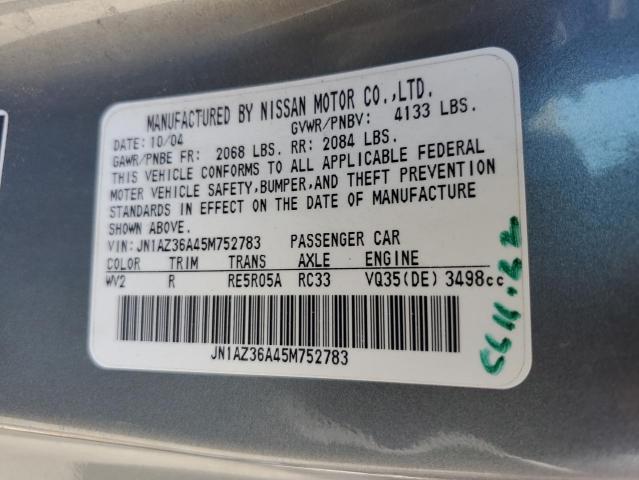 MANUFACTURED BY NISSAN MOTOR CO.,LTD.
DATE: 10/04 GVWR/PNBV: 4133 LBS.
GAWR/PNBE FR: 2068 LBS. RR: 2084 LBS.
THIS VEHICLE CONFORMS TO ALL APPLICABLE FEDERAL
MOTOR VEHICLE SAFETY,BUMPER,AND THEFT PREVENTION
STANDARDS IN EFFECT ON THE DATE OF MANUFACTURE
SHOWN ABOVE.
VIN: JN1AZ36A45M752783 PASSENGER CAR
COLOR TRIM TRANS AXLE ENGINE
WV2 R RE5R05A RC33 VQ35(DE) 3498cc
JN1AZ36A45M752783